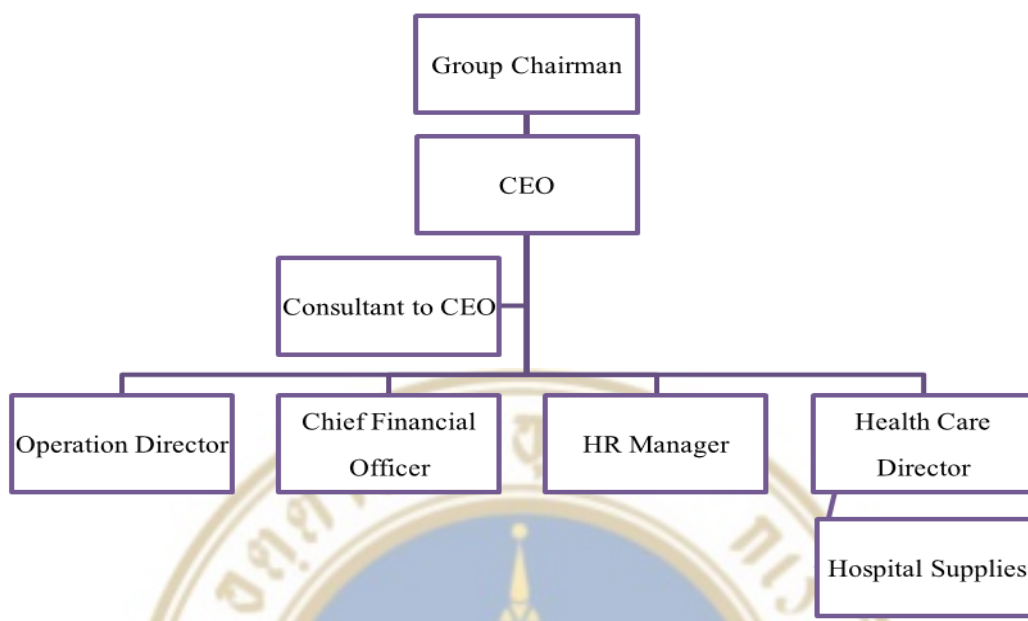 Group Chairman
CEO
Consultant to CEO
Operation Director
Chief Financial
Officer
HR Manager
Health Care
Director
Hospital Supplies